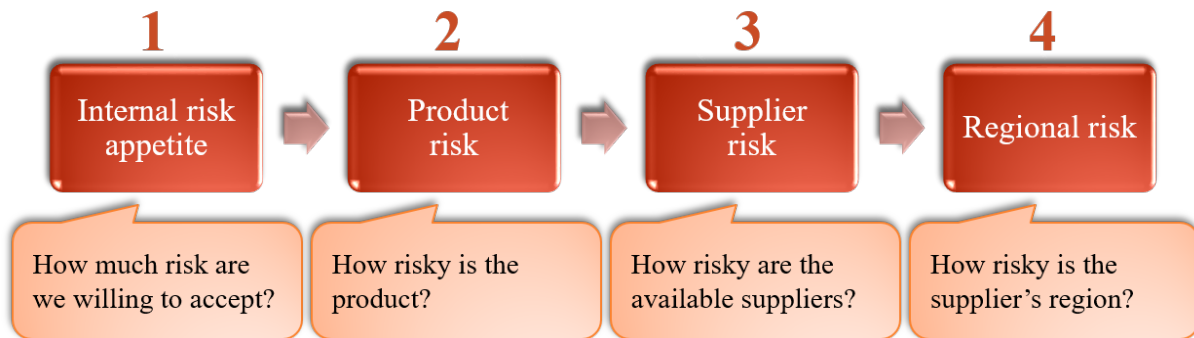 1
Internal risk
appetite
How much risk are
we willing to accept?
2
Product
risk
How risky is the
product?
3
Supplier
risk
How risky are the
available suppliers?
4
Regional risk
How risky is the
supplier’s region?